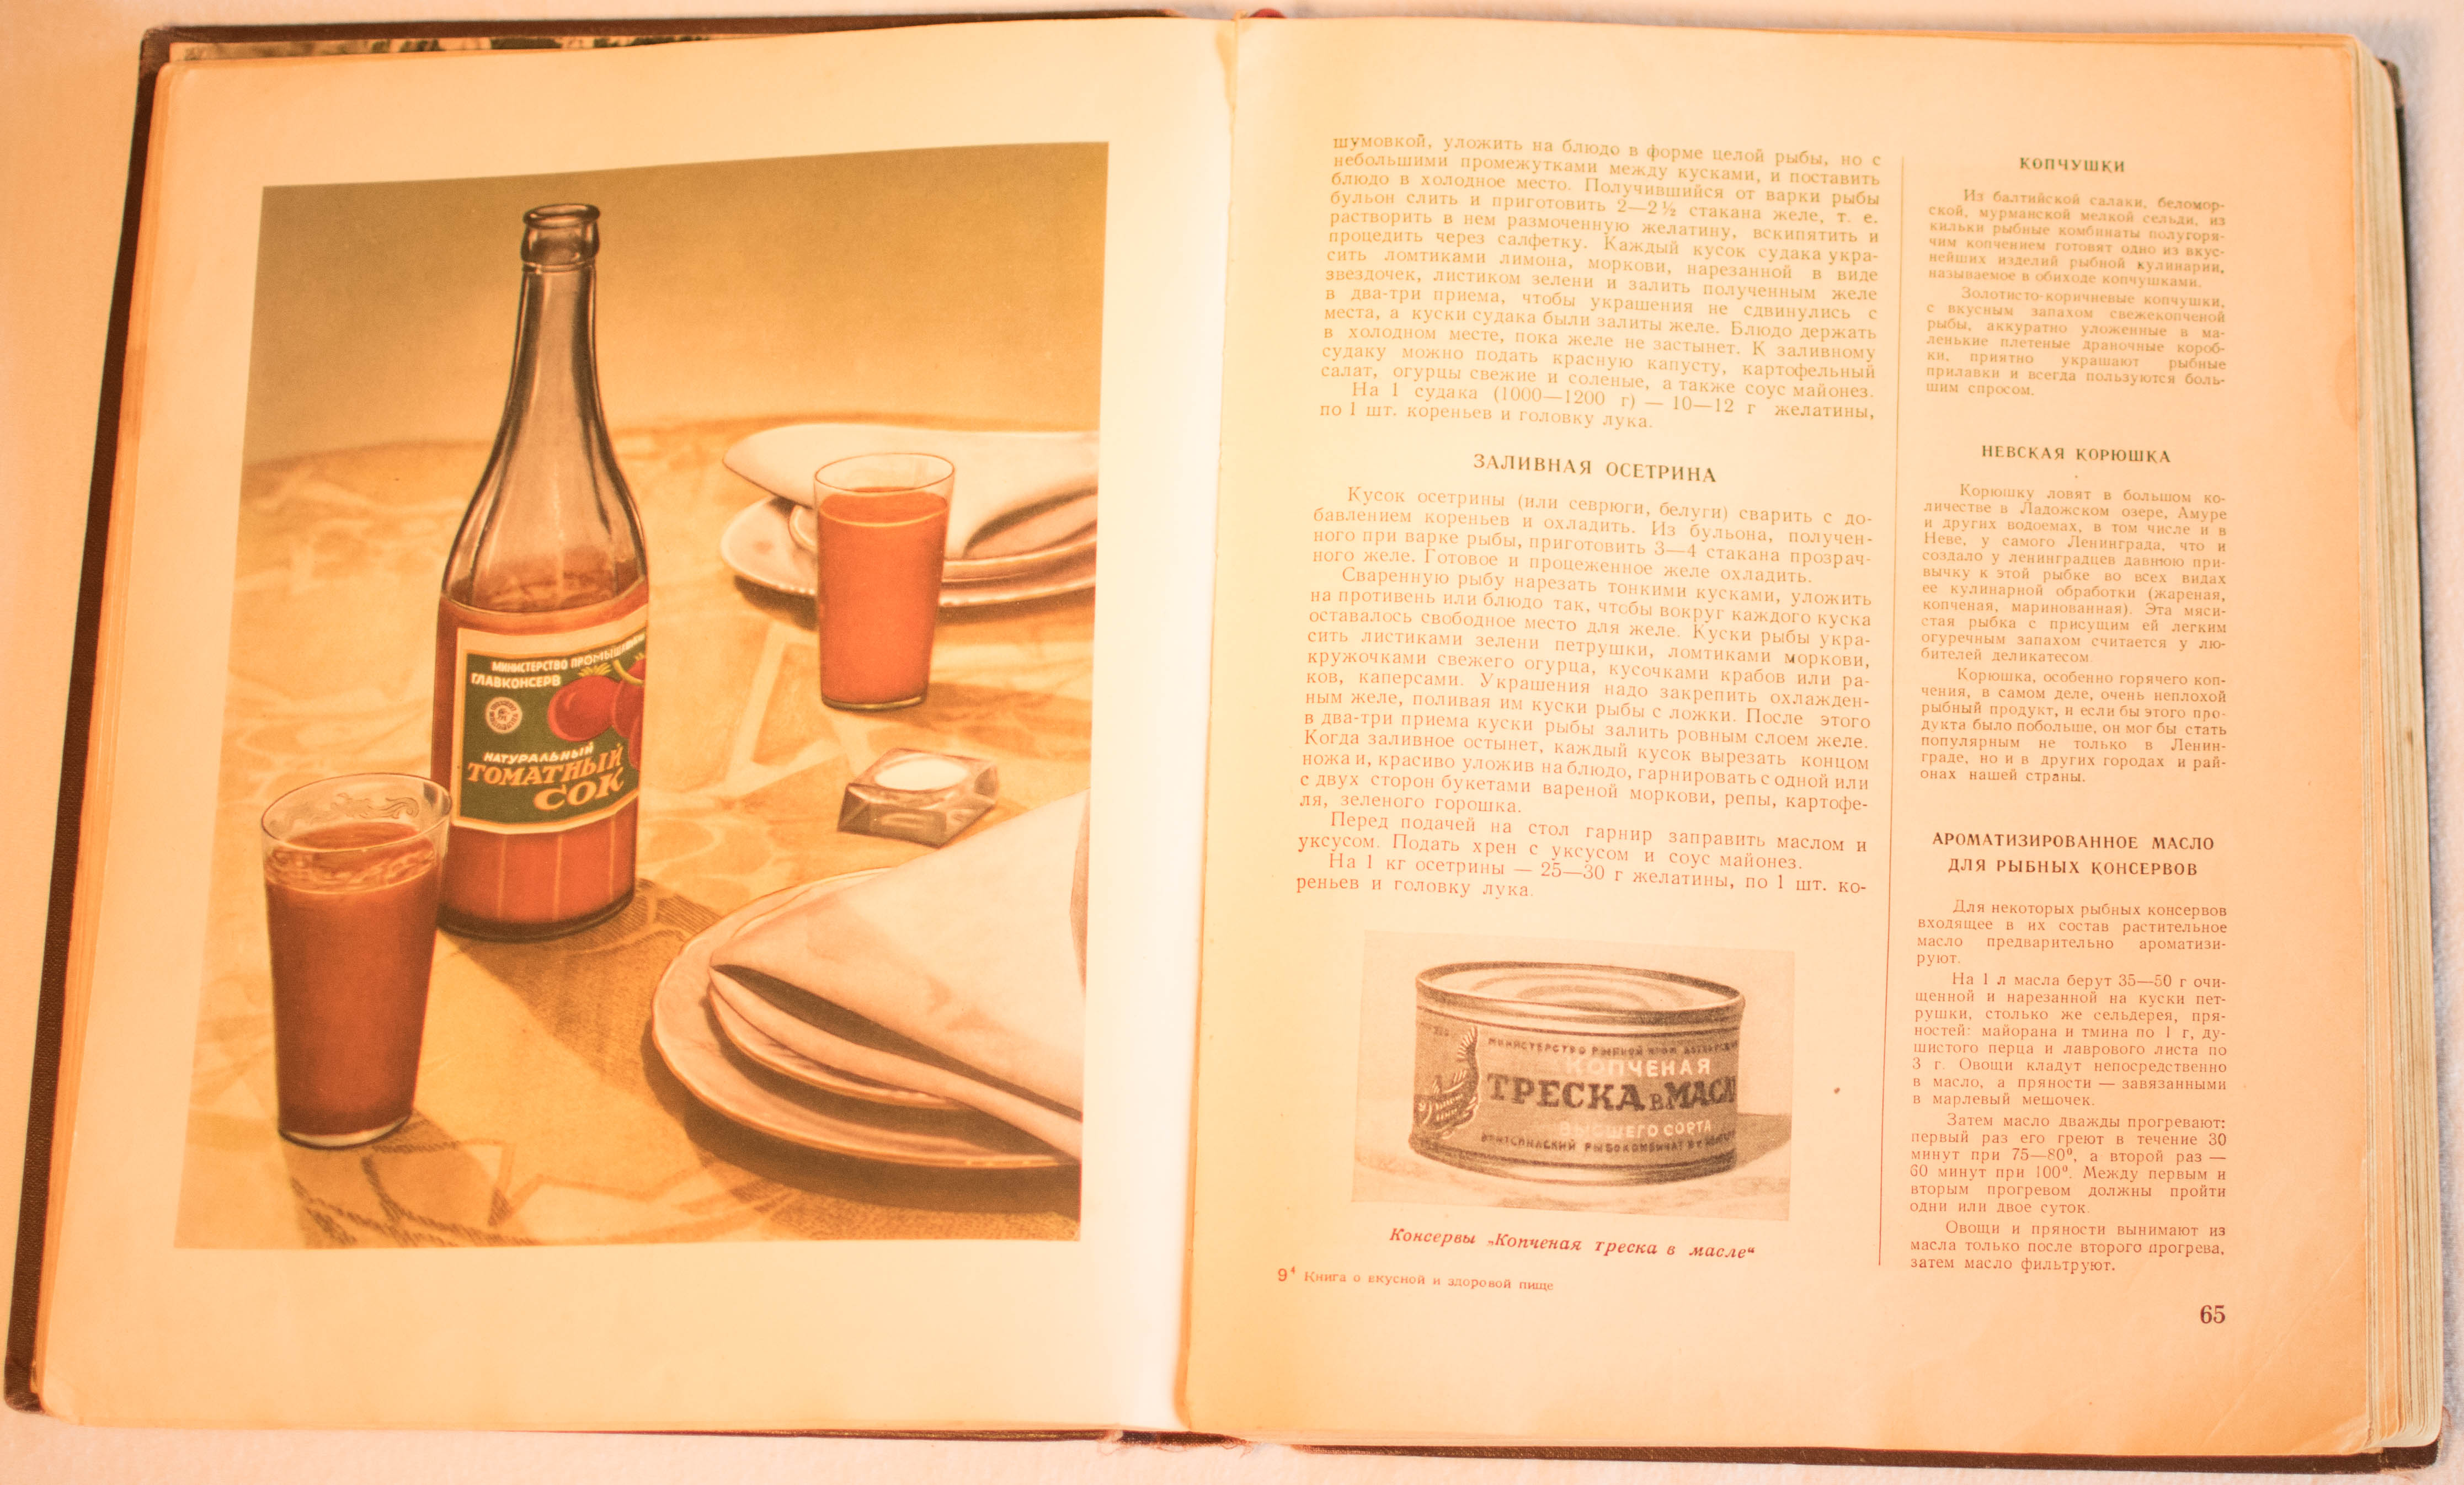 МИНИСТЕРСТВО
ГЛАВКОНСЕРВ
НАТУРАЛЬНЫЙ
ТОМАТНЫЙ
СОК
шумовкой, уложить на блюдо в форме целой рыбы, но с
небольшими промежутками между кусками, и поставить
блюдо в холодное место. Получившийся от варки рыбы
бульон слить и приготовить 2—2½ стакана желе, т. е.
растворить в нем размоченную желатину, вскипятить и
процедить через салфетку. Каждый кусок судака укра-
сить ломтиками лимона, моркови, нарезанной в виде
звездочек, листиком зелени и залить полученным желе
в два-три приема, чтобы украшения не сдвинулись с
места, а куски судака были залиты желе. Блюдо держать
в холодном месте, пока желе не застынет. К заливному
судаку можно подать красную капусту, картофельный
салат, огурцы свежие и соленые, а также соус майонез.
На 1 судака (1000—1200 г) — 10—12 г желатины,
по 1 шт. кореньев и головку лука.
ЗАЛИВНАЯ ОСЕТРИНА
Кусок осетрины (или севрюги, белуги) сварить с до-
бавлением кореньев и охладить. Из бульона, получен-
ного при варке рыбы, приготовить 3—4 стакана прозрач-
ного желе. Готовое и процеженное желе охладить.
Сваренную рыбу нарезать тонкими кусками, уложить
на противень или блюдо так, чтобы вокруг каждого куска
оставалось свободное место для желе. Куски рыбы укра-
сить листиками зелени петрушки, ломтиками моркови,
кружочками свежего огурца, кусочками крабов или ра-
ков, каперсами. Украшения надо закрепить охлажден-
ным желе, поливая им куски рыбы с ложки. После этого
в два-три приема куски рыбы залить ровным слоем желе.
Когда заливное остынет, каждый кусок вырезать концом
ножа и, красиво уложив на блюдо, гарнировать с одной или
с двух сторон букетами вареной моркови, репы, картофе-
ля, зеленого горошка.
Перед подачей на стол гарнир заправить маслом и
уксусом. Подать хрен с уксусом и соус майонез.
На 1 кг осетрины — 25—30 г желатины, по 1 шт. ко-
реньев и головку лука.
КОПЧЕНАЯ
ТРЕСКА в МАСЛ
ВЫСШЕГО СОРТА
Консервы „Копченая треска в масле“
9⁴ Книга о вкусной и здоровой пище
КОПЧУШКИ
Из балтийской салаки, беломор-
ской, мурманской мелкой сельди, из
кильки рыбные комбинаты полугоря-
чим копчением готовят одно из вкус-
нейших изделий рыбной кулинарии,
называемое в обиходе копчушками.
Золотисто-коричневые копчушки,
с вкусным запахом свежекопченой
рыбы, аккуратно уложенные в ма-
ленькие плетеные драночные короб-
ки, приятно украшают рыбные
прилавки и всегда пользуются боль-
шим спросом.
НЕВСКАЯ КОРЮШКА
Корюшку ловят в большом ко-
личестве в Ладожском озере, Амуре
и других водоемах, в том числе и в
Неве, у самого Ленинграда, что и
создало у ленинградцев давнюю при-
вычку к этой рыбке во всех видах
ее кулинарной обработки (жареная,
копченая, маринованная). Эта мяси-
стая рыбка с присущим ей легким
огуречным запахом считается у лю-
бителей деликатесом.
Корюшка, особенно горячего коп-
чения, в самом деле, очень неплохой
рыбный продукт, и если бы этого про-
дукта было побольше, он мог бы стать
популярным не только в Ленин-
граде, но и в других городах и рай-
онах нашей страны.
АРОМАТИЗИРОВАННОЕ МАСЛО
ДЛЯ РЫБНЫХ КОНСЕРВОВ
Для некоторых рыбных консервов
входящее в их состав растительное
масло предварительно ароматизи-
руют.
На 1 л масла берут 35—50 г очи-
щенной и нарезанной на куски пет-
рушки, столько же сельдерея, пря-
ностей: майорана и тмина по 1 г, ду-
шистого перца и лаврового листа по
3 г. Овощи кладут непосредственно
в масло, а пряности — завязанными
в марлевый мешочек.
Затем масло дважды прогревают:
первый раз его греют в течение 30
минут при 75—80⁰, а второй раз —
60 минут при 100⁰. Между первым и
вторым прогревом должны пройти
одни или двое суток.
Овощи и пряности вынимают из
масла только после второго прогрева,
затем масло фильтруют.
65